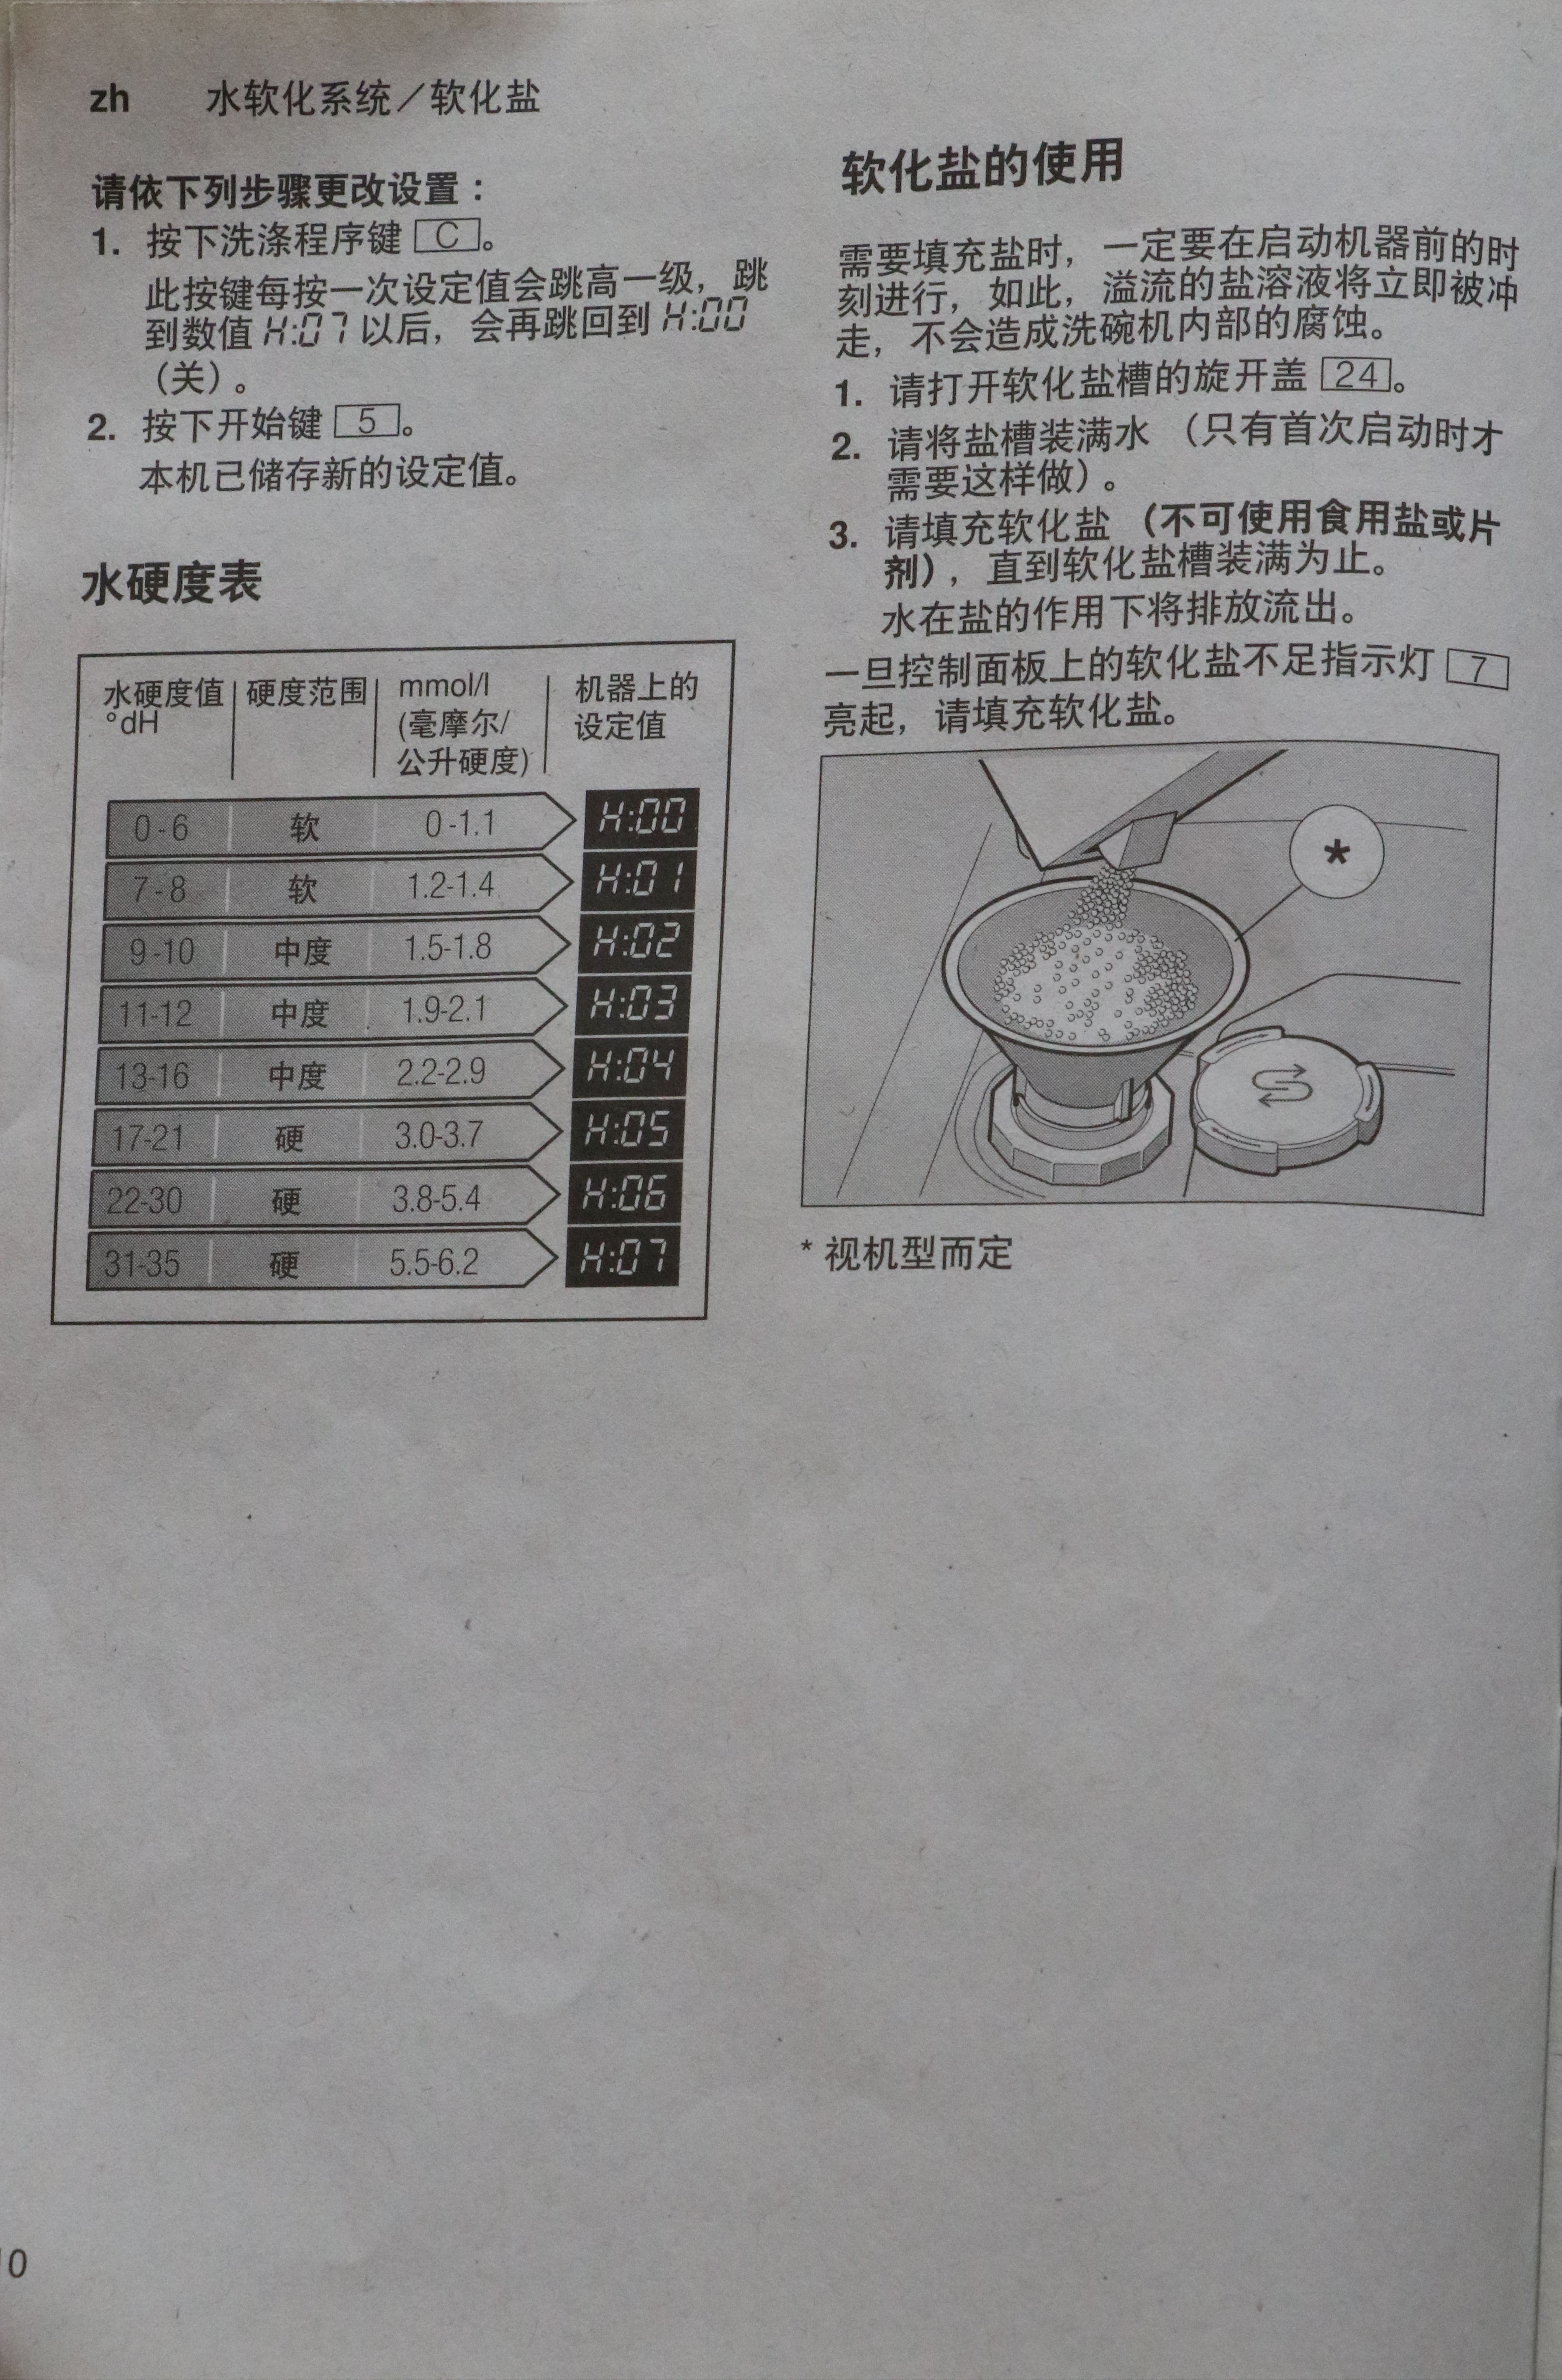 zh 水软化系统／软化盐
请依下列步骤更改设置：
1. 按下洗涤程序键 C 。
此按键每按一次设定值会跳高一级，跳
到数值 H:07 以后，会再跳回到 H:00
（关）。
2. 按下开始键 5 。
本机已储存新的设定值。
水硬度表
水硬度值 硬度范围 mmol/l 机器上的
°dH (毫摩尔/ 设定值
公升硬度)
0-6 软 0-1.1 H:00
7-8 软 1.2-1.4 H:01
9-10 中度 1.5-1.8 H:02
11-12 中度 1.9-2.1 H:03
13-16 中度 2.2-2.9 H:04
17-21 硬 3.0-3.7 H:05
22-30 硬 3.8-5.4 H:06
31-35 硬 5.5-6.2 H:07
软化盐的使用
需要填充盐时，一定要在启动机器前的时
刻进行，如此，溢流的盐溶液将立即被冲
走，不会造成洗碗机内部的腐蚀。
1. 请打开软化盐槽的旋开盖 24 。
2. 请将盐槽装满水（只有首次启动时才
需要这样做）。
3. 请填充软化盐（不可使用食用盐或片
剂），直到软化盐槽装满为止。
水在盐的作用下将排放流出。
一旦控制面板上的软化盐不足指示灯 7
亮起，请填充软化盐。
*
* 视机型而定
10